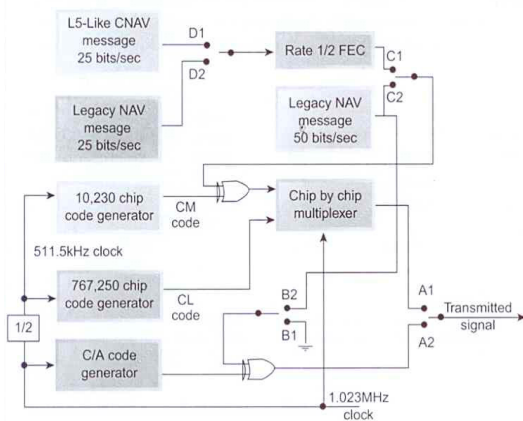 L5-Like CNAV
message
25 bits/sec
D1
D2
Rate 1/2 FEC
C1
C2
Legacy NAV
mesage
25 bits/sec
Legacy NAV
message
50 bits/sec
10,230 chip
code generator
CM
code
Chip by chip
multiplexer
511.5kHz clock
767,250 chip
code generator
CL
code
B2
B1
A1
A2
Transmitted
signal
1/2
C/A code
generator
1.023MHz
clock